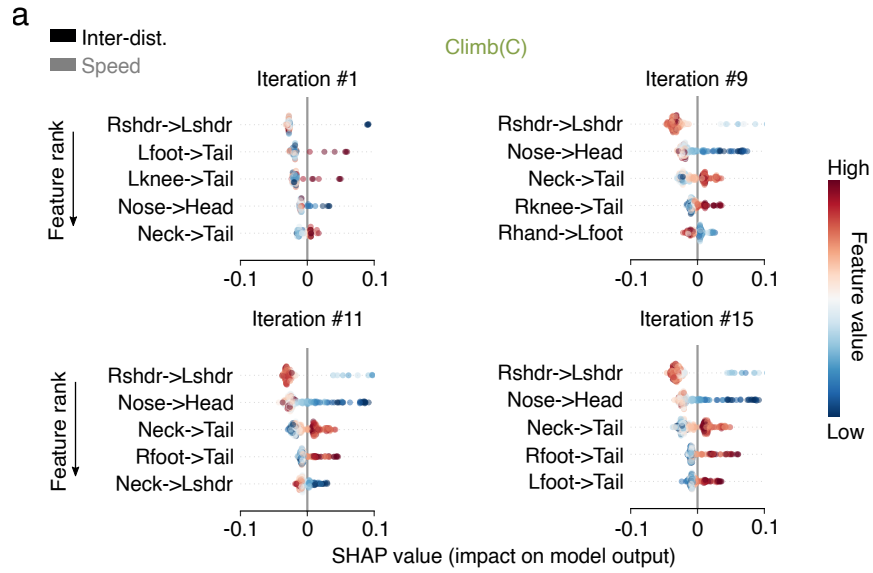 a
Inter-dist.
Speed
Climb(C)
Iteration #1
Feature rank
Rshdr->Lshdr
Lfoot->Tail
Lknee->Tail
Nose->Head
Neck->Tail
-0.1 0 0.1
Iteration #9
Rshdr->Lshdr
Nose->Head
Neck->Tail
Rknee->Tail
Rhand->Lfoot
-0.1 0 0.1
Iteration #11
Feature rank
Rshdr->Lshdr
Nose->Head
Neck->Tail
Rfoot->Tail
Neck->Lshdr
-0.1 0 0.1
Iteration #15
Rshdr->Lshdr
Nose->Head
Neck->Tail
Rfoot->Tail
Lfoot->Tail
-0.1 0 0.1
High
Feature value
Low
SHAP value (impact on model output)